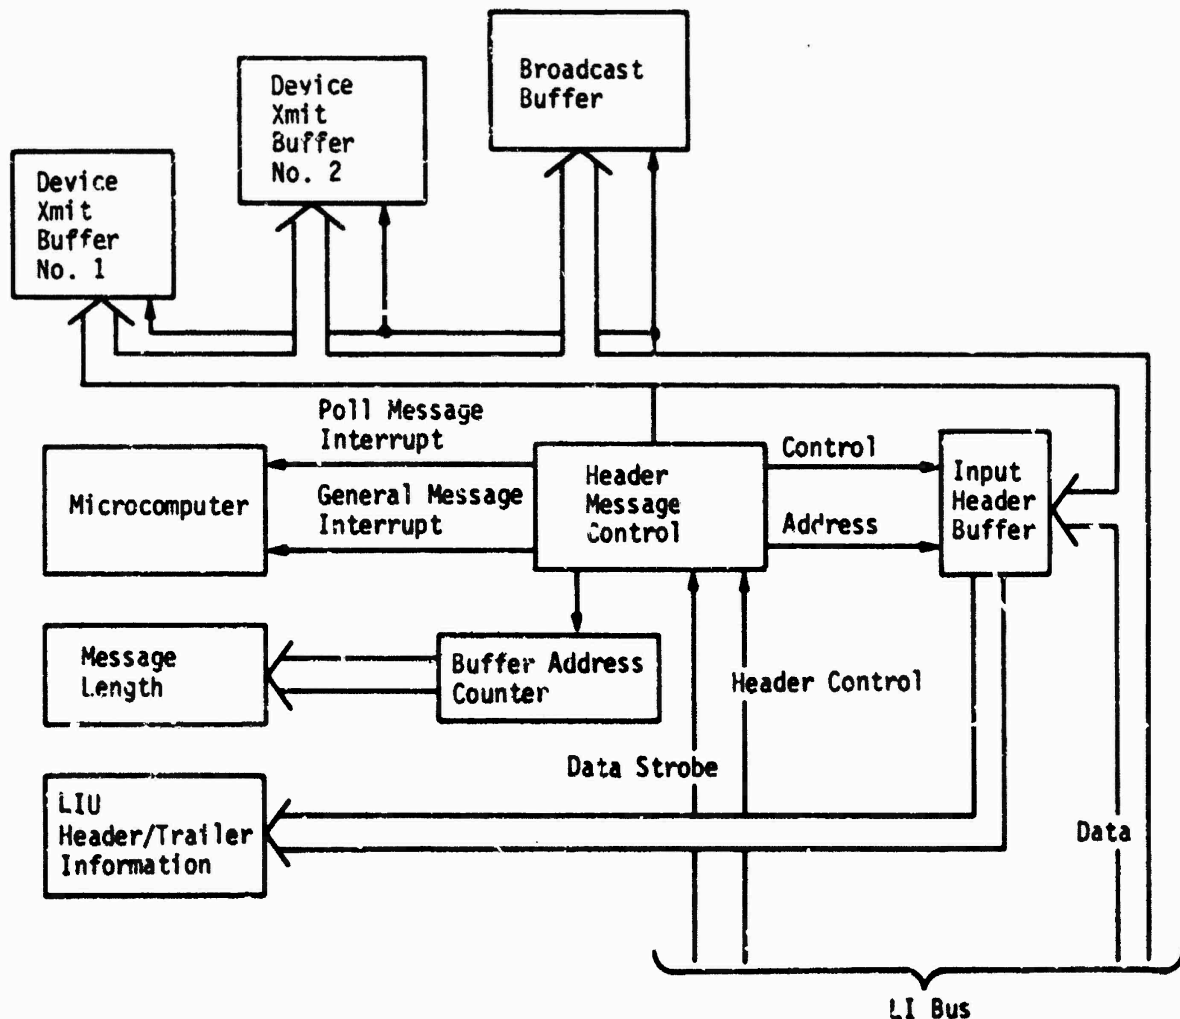 Broadcast
Buffer
Device
Xmit
Buffer
No. 2
Device
Xmit
Buffer
No. 1
Poll Message
Interrupt
General Message
Interrupt
Microcomputer
Header
Message
Control
Control
Address
Input
Header
Buffer
Message
Length
Buffer Address
Counter
Header Control
Data Strobe
LIU
Header/Trailer
Information
Data
LI Bus